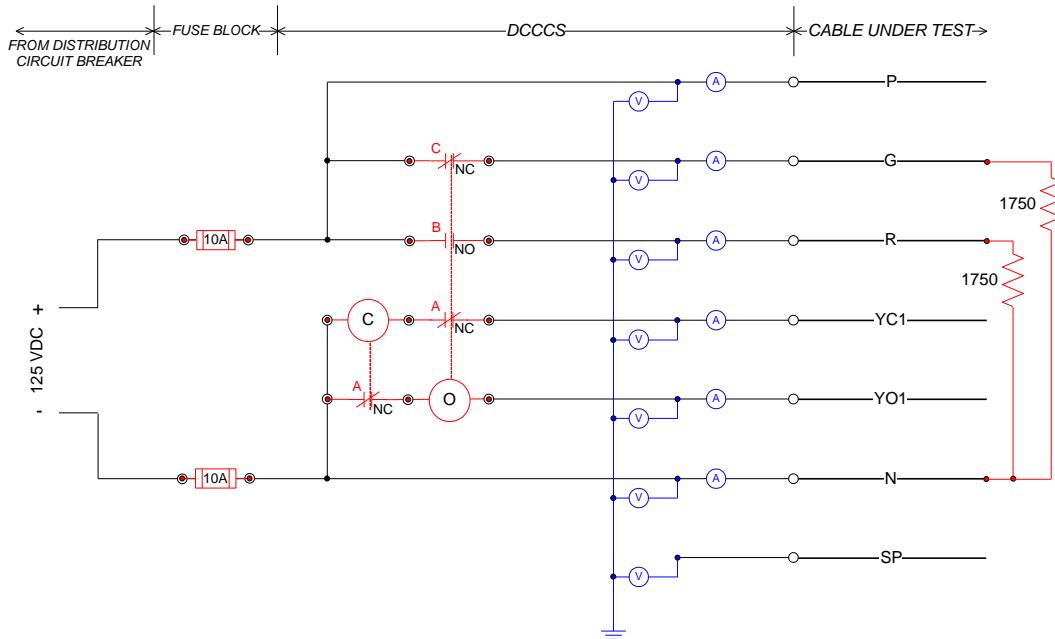 FROM DISTRIBUTION
CIRCUIT BREAKER
FUSE BLOCK
DCCCS
CABLE UNDER TEST
A
P
V
C
NC
A
G
V
1750
10A
B
NO
A
R
V
1750
125 VDC
+
-
C
A
NC
A
YC1
V
A
NC
O
A
YO1
V
10A
A
N
V
SP
V